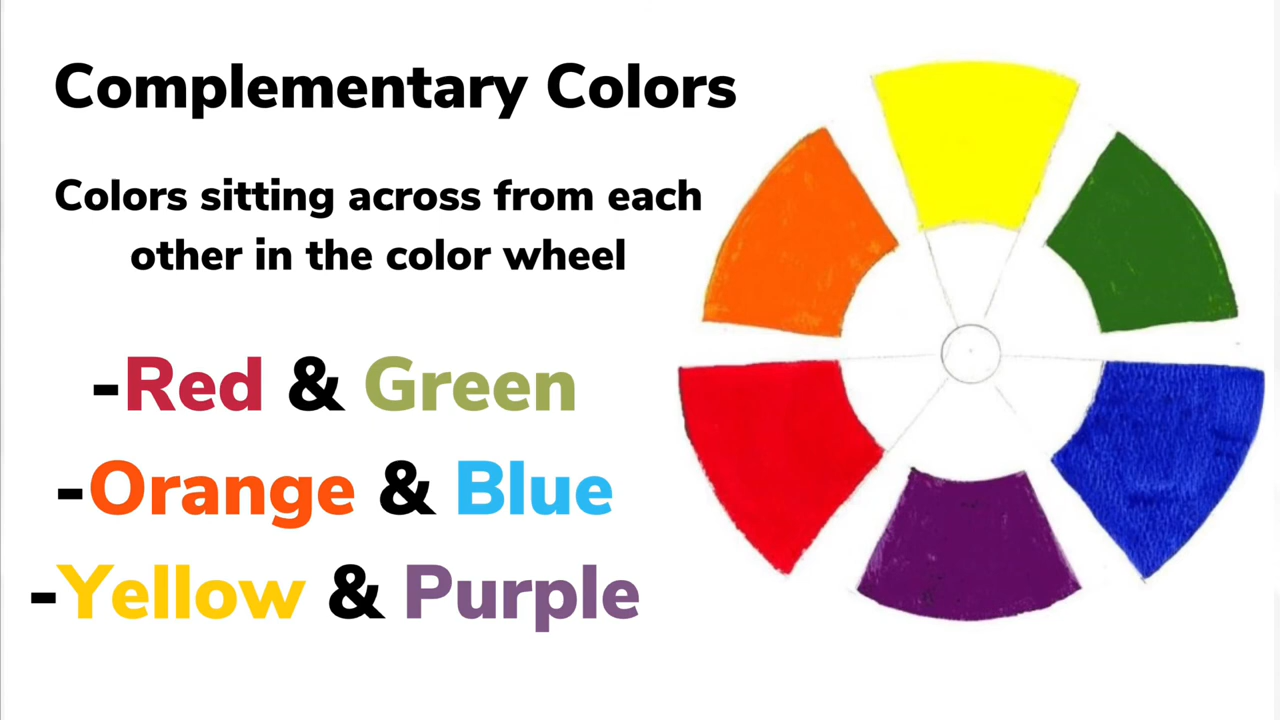 Complementary Colors
Colors sitting across from each
other in the color wheel
-Red & Green
-Orange & Blue
-Yellow & Purple